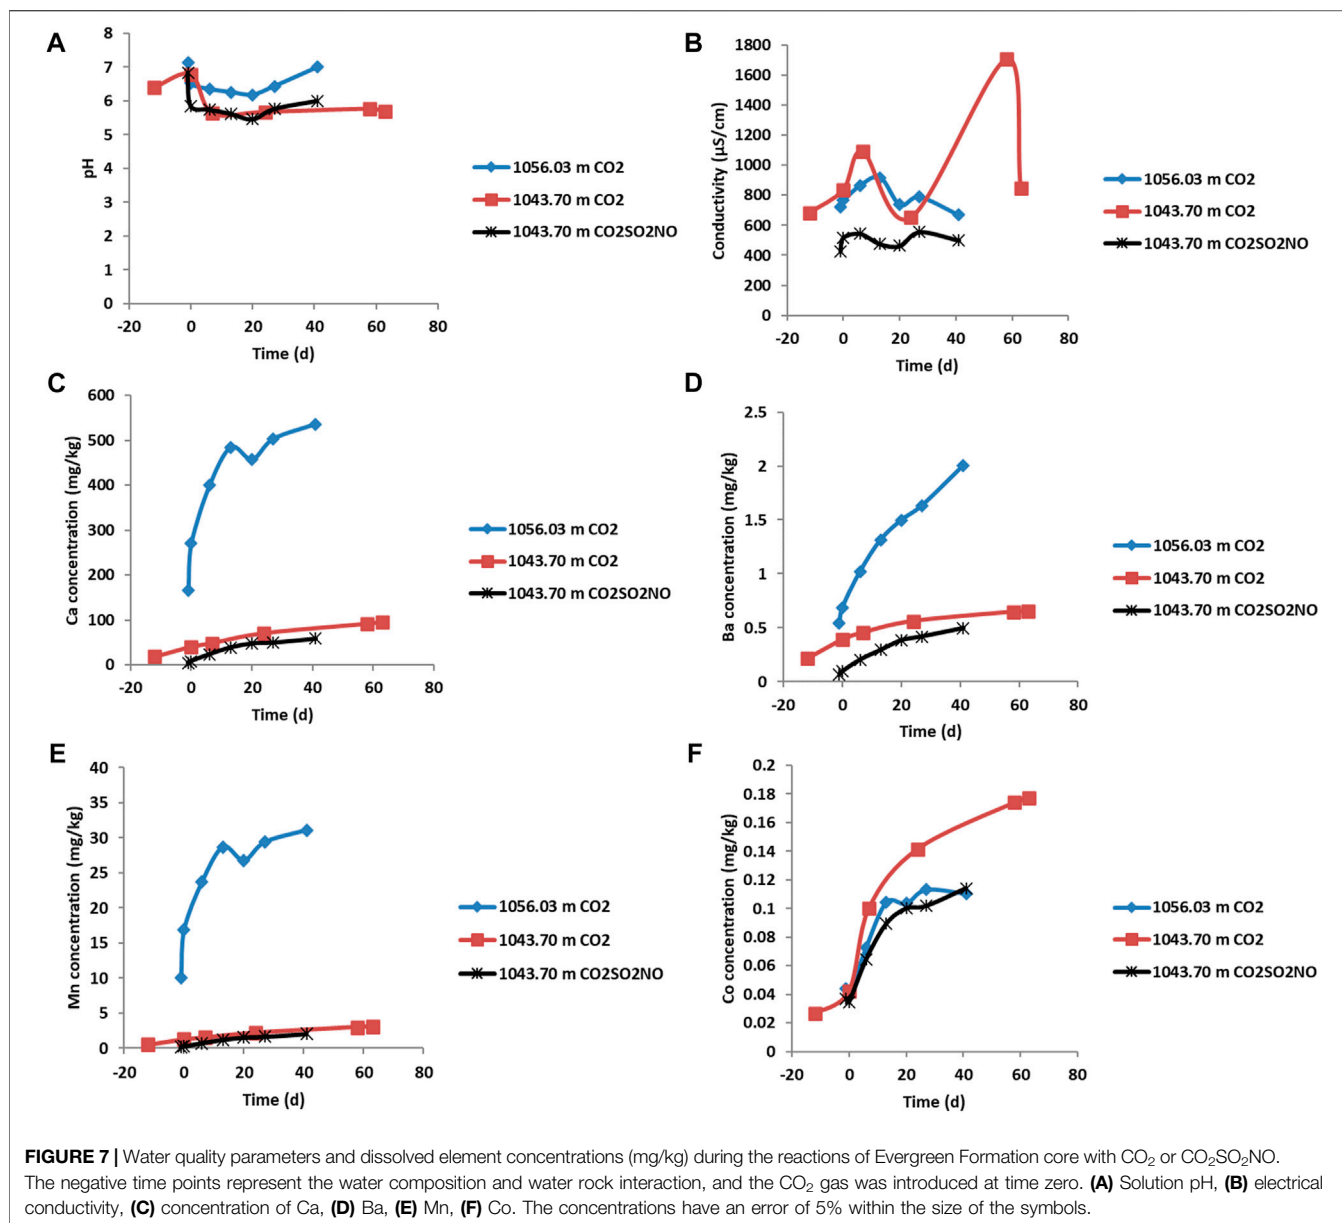 A
8
7
6
5
4
3
2
1
0
pH
-20 0 20 40 60 80
Time (d)
1056.03 m CO2
1043.70 m CO2
1043.70 m CO2SO2NO
B
1800
1600
1400
1200
1000
800
600
400
200
0
Conductivity (µS/cm)
-20 0 20 40 60 80
Time (d)
1056.03 m CO2
1043.70 m CO2
1043.70 m CO2SO2NO
C
600
500
400
300
200
100
0
Ca concentration (mg/kg)
-20 0 20 40 60 80
Time (d)
1056.03 m CO2
1043.70 m CO2
1043.70 m CO2SO2NO
D
2.5
2
1.5
1
0.5
0
Ba concentration (mg/kg)
-20 0 20 40 60 80
Time (d)
1056.03 m CO2
1043.70 m CO2
1043.70 m CO2SO2NO
E
40
35
30
25
20
15
10
5
0
Mn concentration (mg/kg)
-20 0 20 40 60 80
Time (d)
1056.03 m CO2
1043.70 m CO2
1043.70 m CO2SO2NO
F
0.2
0.18
0.16
0.14
0.12
0.1
0.08
0.06
0.04
0.02
0
Co concentration (mg/kg)
-20 0 20 40 60 80
Time (d)
1056.03 m CO2
1043.70 m CO2
1043.70 m CO2SO2NO
FIGURE 7 | Water quality parameters and dissolved element concentrations (mg/kg) during the reactions of Evergreen Formation core with CO₂ or CO₂SO₂NO.
The negative time points represent the water composition and water rock interaction, and the CO₂ gas was introduced at time zero. (A) Solution pH, (B) electrical
conductivity, (C) concentration of Ca, (D) Ba, (E) Mn, (F) Co. The concentrations have an error of 5% within the size of the symbols.